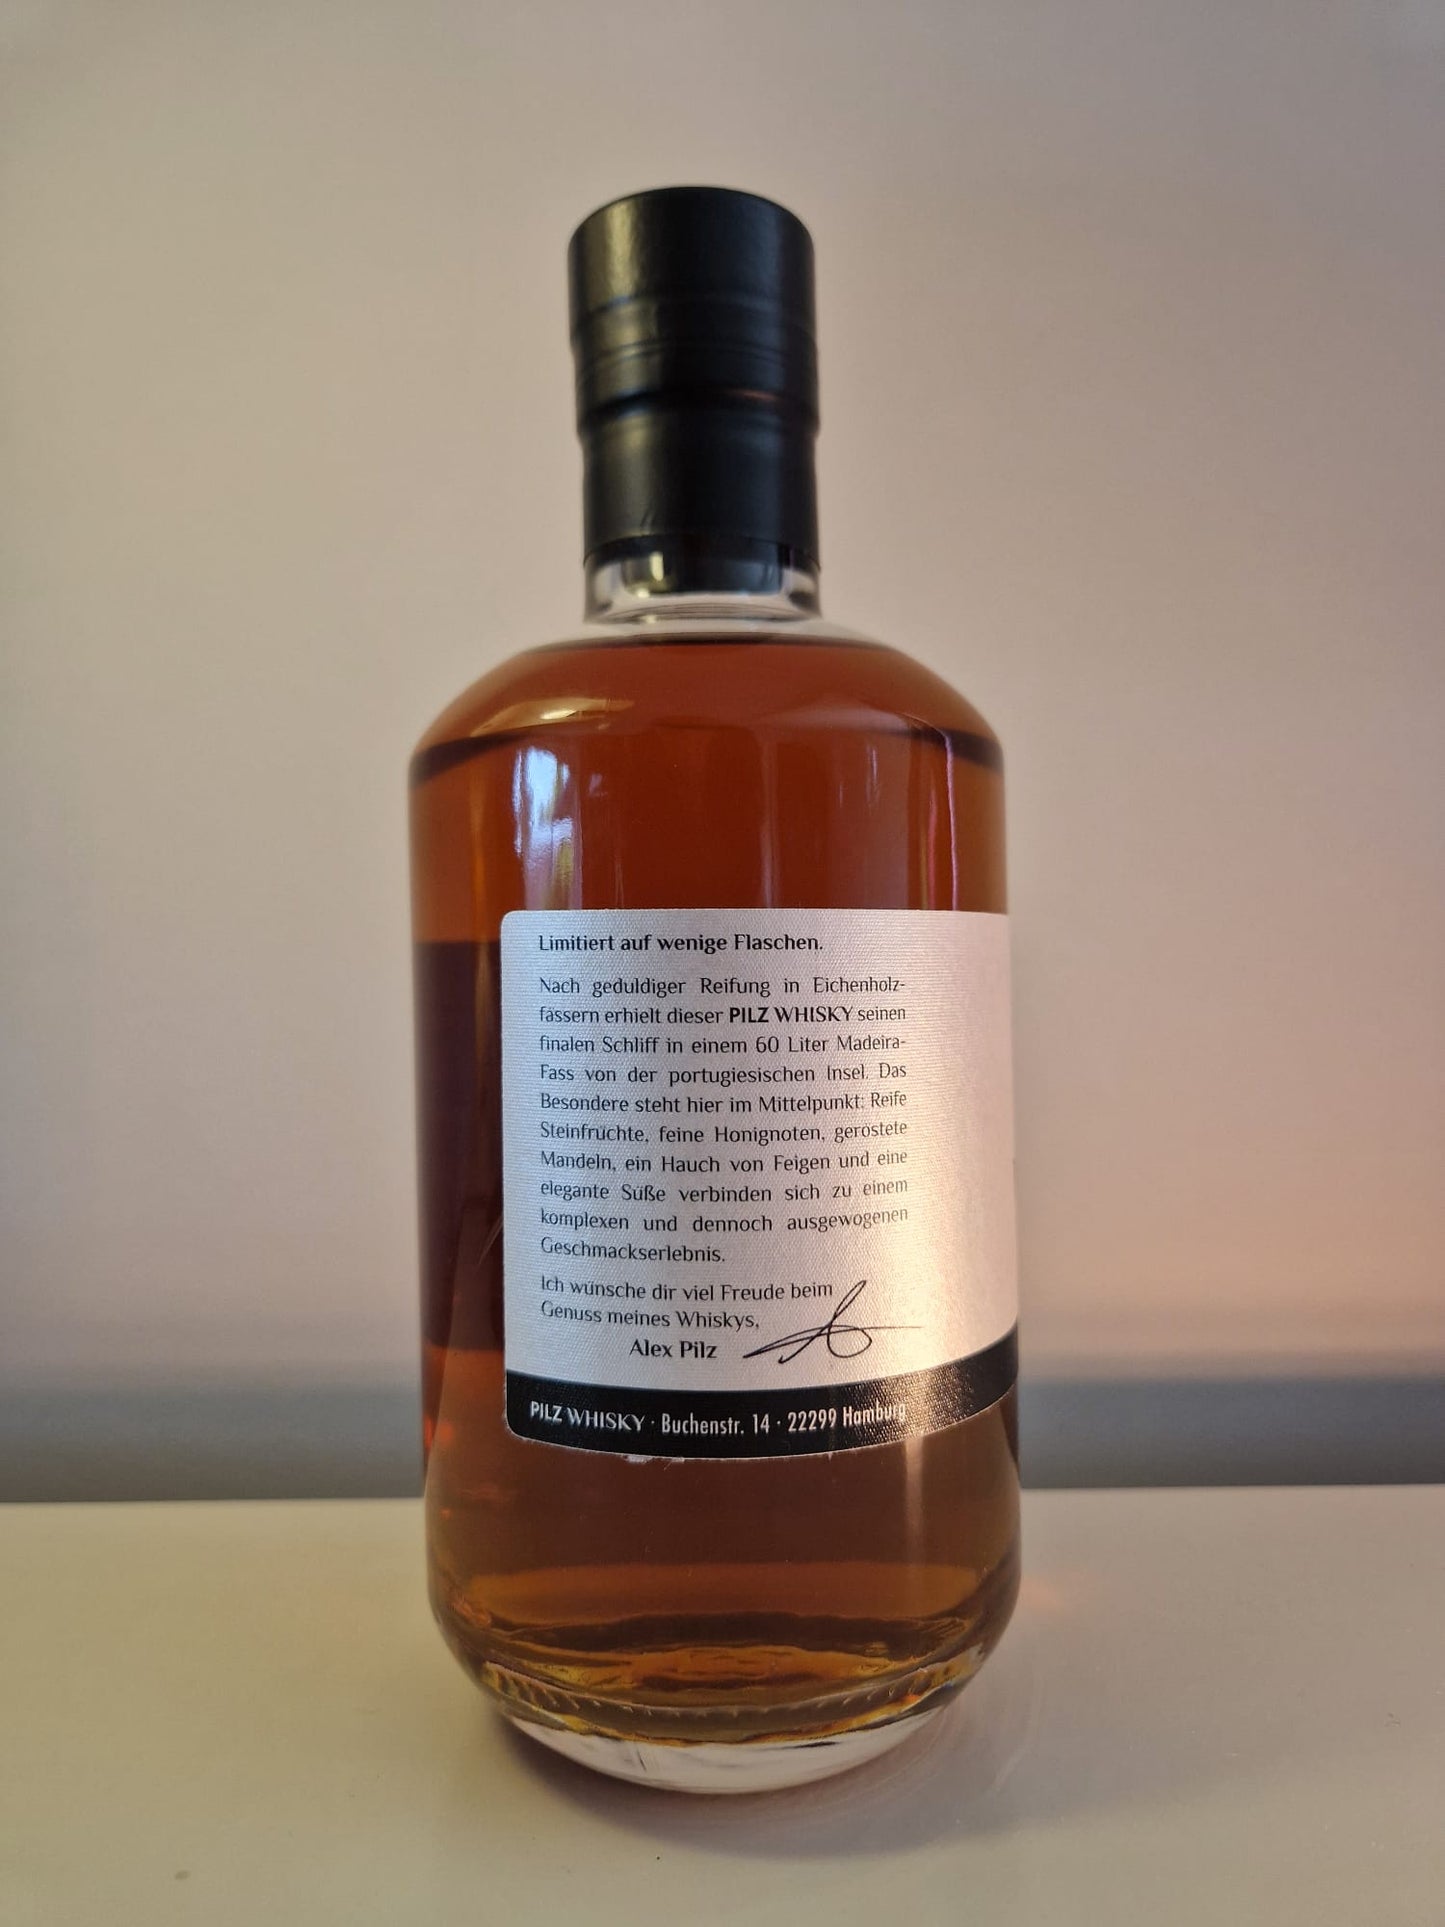 Limitiert auf wenige Flaschen.
Nach geduldiger Reifung in Eichenholz-
fässern erhielt dieser PILZ WHISKY seinen
finalen Schliff in einem 60 Liter Madeira-
Fass von der portugiesischen Insel. Das
Besondere steht hier im Mittelpunkt: Reife
Steinfrüchte, feine Honignoten, geröstete
Mandeln, ein Hauch von Feigen und eine
elegante Süße verbinden sich zu einem
komplexen und dennoch ausgewogenen
Geschmackserlebnis.
Ich wünsche dir viel Freude beim
Genuss meines Whiskys,
Alex Pilz
PILZ WHISKY · Buchenstr. 14 · 22299 Hamburg